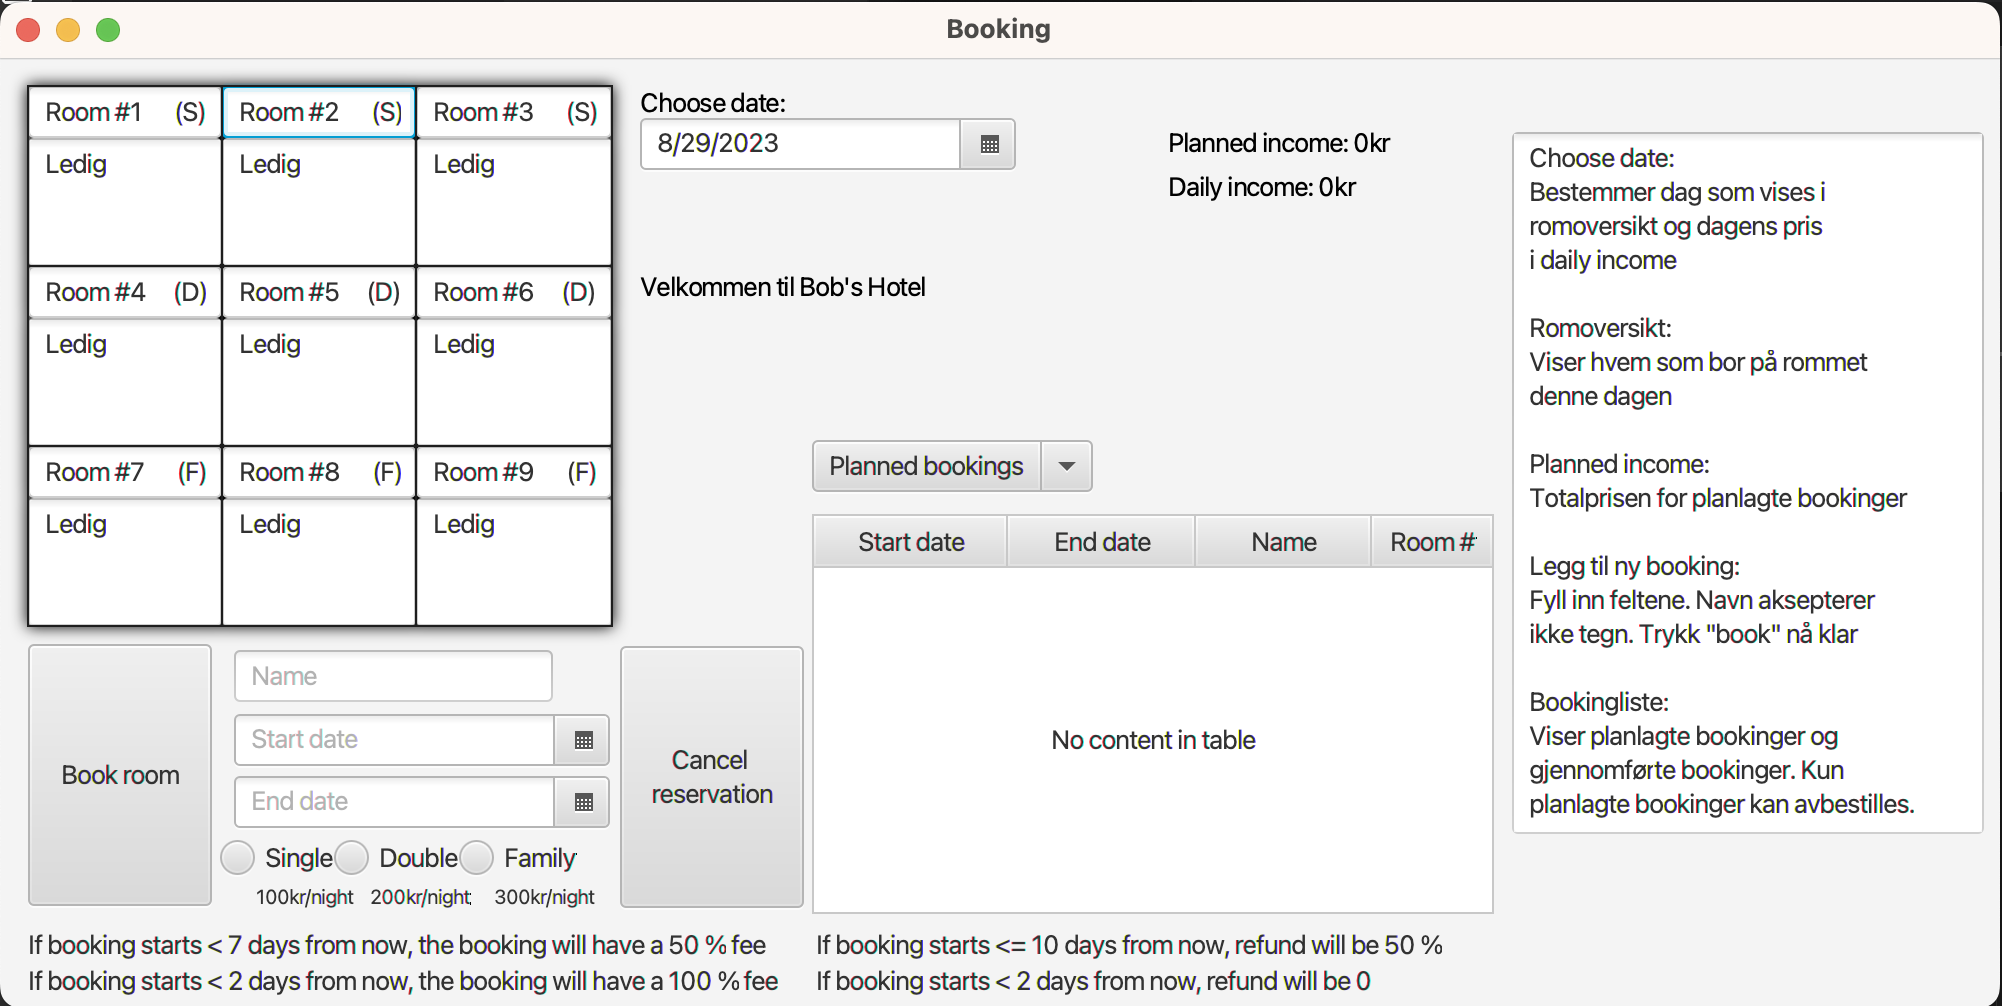 Booking
Room #1 (S)
Room #2 (S)
Room #3 (S)
Ledig
Ledig
Ledig
Room #4 (D)
Room #5 (D)
Room #6 (D)
Ledig
Ledig
Ledig
Room #7 (F)
Room #8 (F)
Room #9 (F)
Ledig
Ledig
Ledig
Choose date:
8/29/2023
Planned income: 0kr
Daily income: 0kr
Velkommen til Bob's Hotel
Planned bookings
Start date
End date
Name
Room #
No content in table
Book room
Name
Start date
End date
Single
Double
Family
100kr/night
200kr/night
300kr/night
Cancel
reservation
If booking starts < 7 days from now, the booking will have a 50 % fee
If booking starts < 2 days from now, the booking will have a 100 % fee
If booking starts <= 10 days from now, refund will be 50 %
If booking starts < 2 days from now, refund will be 0
Choose date:
Bestemmer dag som vises i
romoversikt og dagens pris
i daily income
Romoversikt:
Viser hvem som bor på rommet
denne dagen
Planned income:
Totalprisen for planlagte bookinger
Legg til ny booking:
Fyll inn feltene. Navn aksepterer
ikke tegn. Trykk "book" nå klar
Bookingliste:
Viser planlagte bookinger og
gjennomførte bookinger. Kun
planlagte bookinger kan avbestilles.